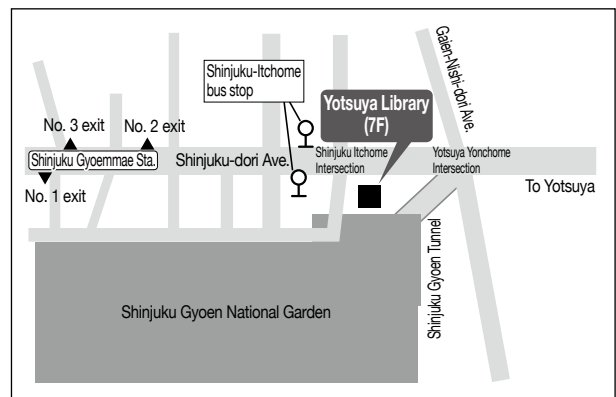 Gaien-Nishi-dori Ave.
Shinjuku-Itchome
bus stop
Yotsuya Library
(7F)
No. 3 exit
No. 2 exit
Shinjuku Gyoemmae Sta.
Shinjuku-dori Ave.
Shinjuku Itchome
Intersection
Yotsuya Yonchome
Intersection
No. 1 exit
To Yotsuya
Shinjuku Gyoen Tunnel
Shinjuku Gyoen National Garden